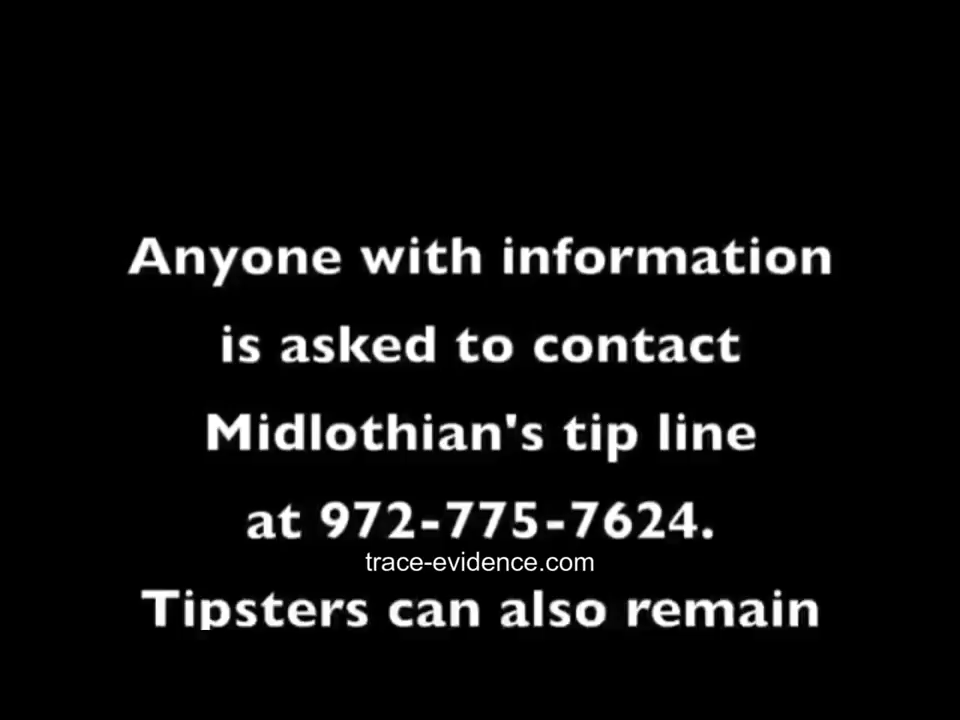 Anyone with information
is asked to contact
Midlothian's tip line
at 972-775-7624.
trace-evidence.com
Tipsters can also remain